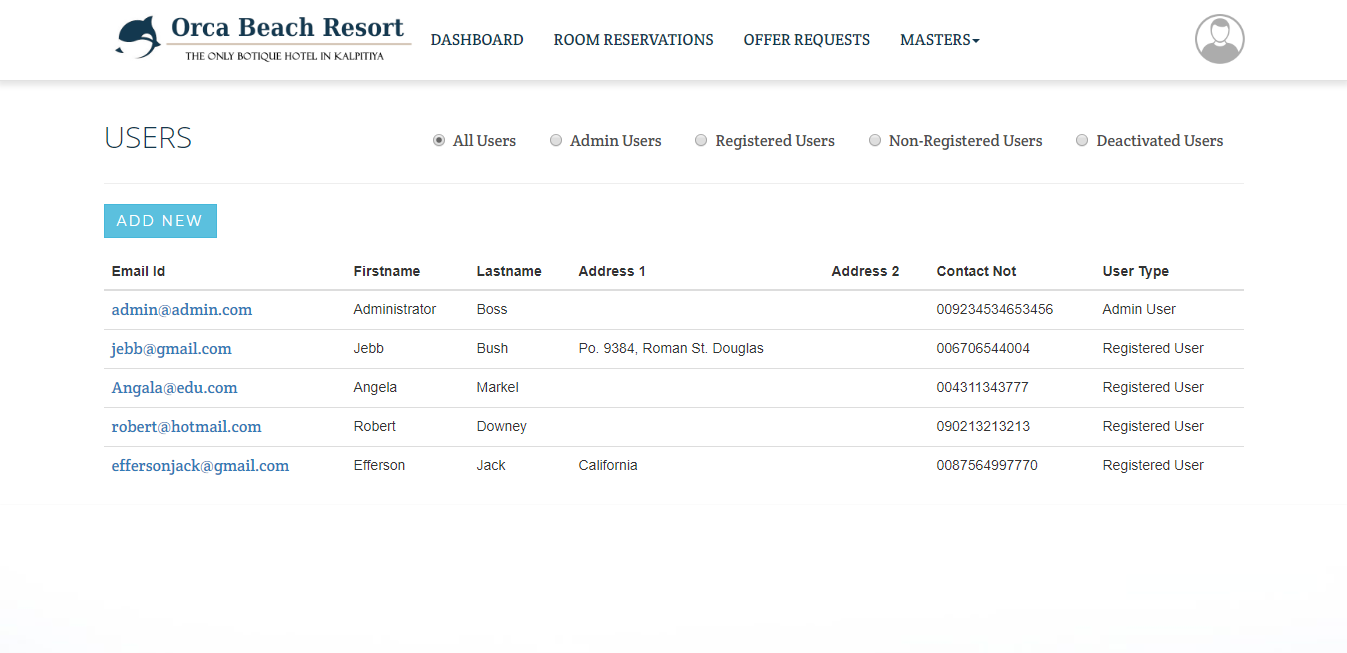 Orca Beach Resort
THE ONLY BOTIQUE HOTEL IN KALPITIYA
DASHBOARD ROOM RESERVATIONS OFFER REQUESTS MASTERS
USERS
All Users Admin Users Registered Users Non-Registered Users Deactivated Users
ADD NEW
Email Id Firstname Lastname Address 1 Address 2 Contact Not User Type
admin@admin.com Administrator Boss 009234534653456 Admin User
jebb@gmail.com Jebb Bush Po. 9384, Roman St. Douglas 006706544004 Registered User
Angala@edu.com Angela Markel 004311343777 Registered User
robert@hotmail.com Robert Downey 090213213213 Registered User
effersonjack@gmail.com Efferson Jack California 0087564997770 Registered User